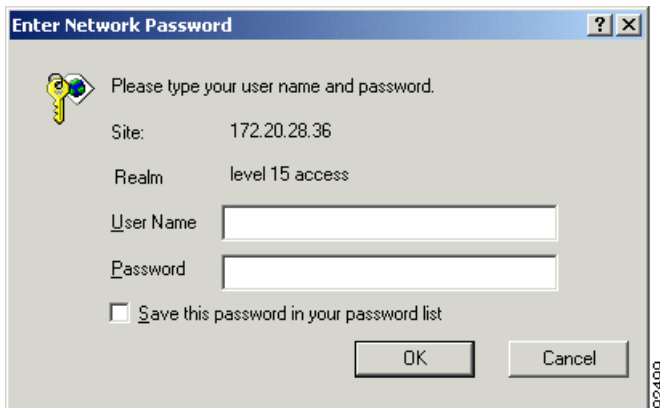 Enter Network Password
Please type your user name and password.
Site: 172.20.28.36
Realm level 15 access
User Name
Password
Save this password in your password list
OK Cancel
92499